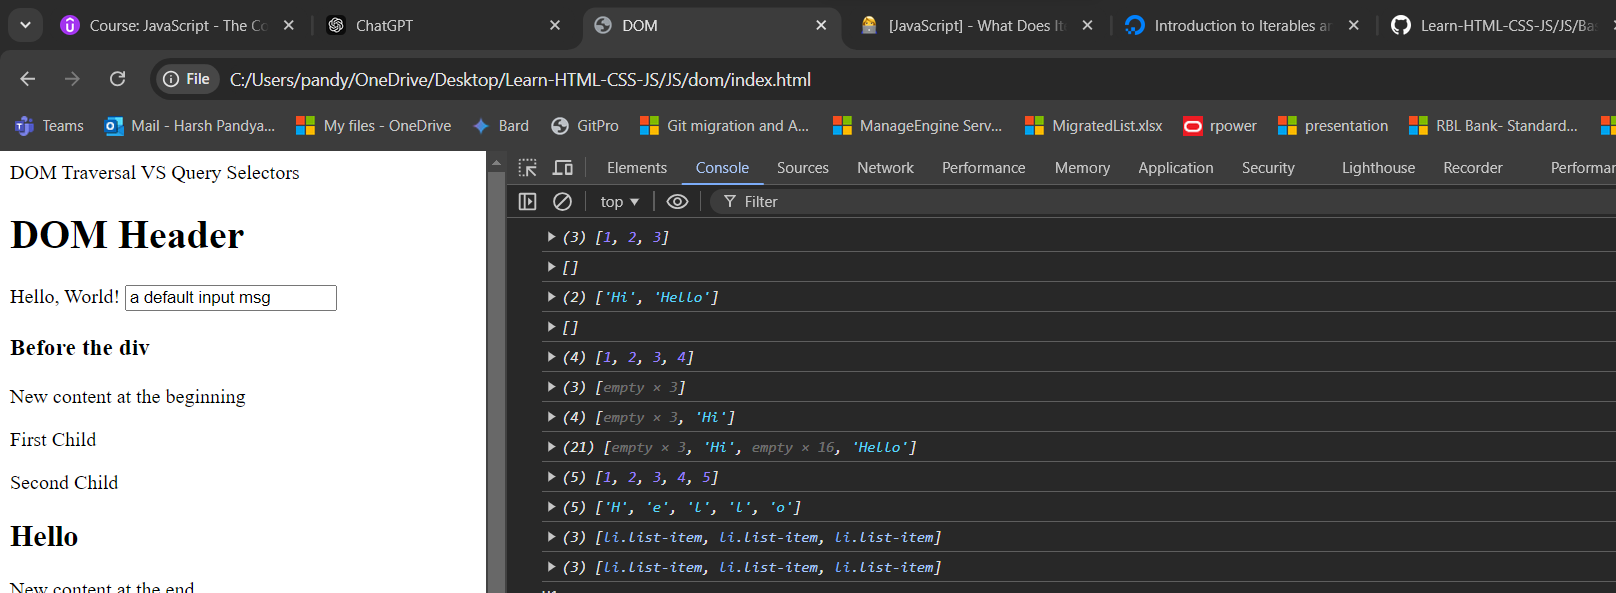 Course: JavaScript - The Co
ChatGPT
DOM
[JavaScript] - What Does It
Introduction to Iterables ar
Learn-HTML-CSS-JS/JS/Bas
File
C:/Users/pandy/OneDrive/Desktop/Learn-HTML-CSS-JS/JS/dom/index.html
Teams
Mail - Harsh Pandya...
My files - OneDrive
Bard
GitPro
Git migration and A...
ManageEngine Serv...
MigratedList.xlsx
rpower
presentation
RBL Bank- Standard...
DOM Traversal VS Query Selectors
DOM Header
Hello, World! a default input msg
Before the div
New content at the beginning
First Child
Second Child
Hello
New content at the end
Elements Console Sources Network Performance Memory Application Security Lighthouse Recorder Performan
top ▼ Filter
(3) [1, 2, 3]
[]
(2) ['Hi', 'Hello']
[]
(4) [1, 2, 3, 4]
(3) [empty × 3]
(4) [empty × 3, 'Hi']
(21) [empty × 3, 'Hi', empty × 16, 'Hello']
(5) [1, 2, 3, 4, 5]
(5) ['H', 'e', 'l', 'l', 'o']
(3) [li.list-item, li.list-item, li.list-item]
(3) [li.list-item, li.list-item, li.list-item]